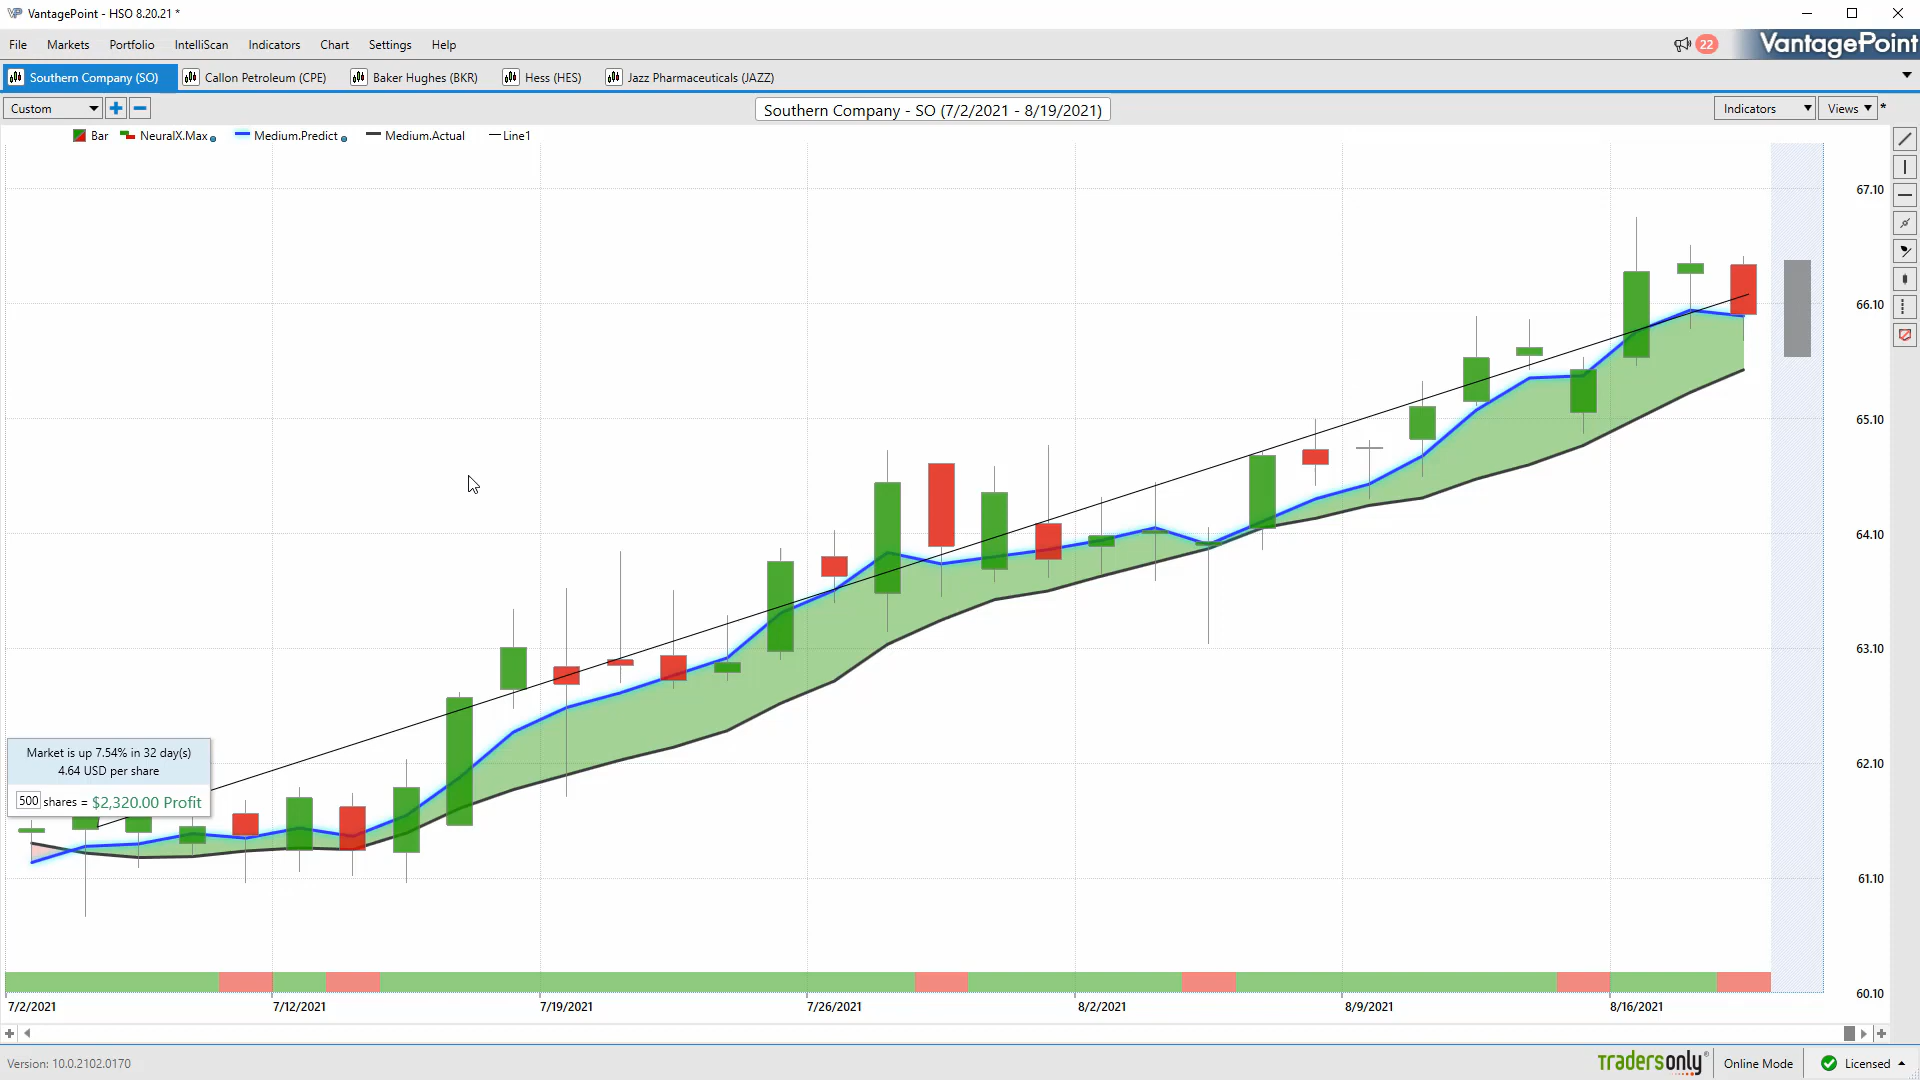 VantagePoint - HSO 8.20.21 *
File Markets Portfolio IntelliScan Indicators Chart Settings Help 22 VantagePoint
Southern Company (SO) Callon Petroleum (CPE) Baker Hughes (BKR) Hess (HES) Jazz Pharmaceuticals (JAZZ)
Custom Southern Company - SO (7/2/2021 - 8/19/2021) Indicators Views *
Bar NeuralX.Max Medium.Predict Medium.Actual Line1
67.10
66.10
65.10
64.10
63.10
62.10
61.10
60.10
Market is up 7.54% in 32 day(s)
4.64 USD per share
500 shares = $2,320.00 Profit
7/2/2021 7/12/2021 7/19/2021 7/26/2021 8/2/2021 8/9/2021 8/16/2021
Version: 10.0.2102.0170 tradersonly® Online Mode Licensed